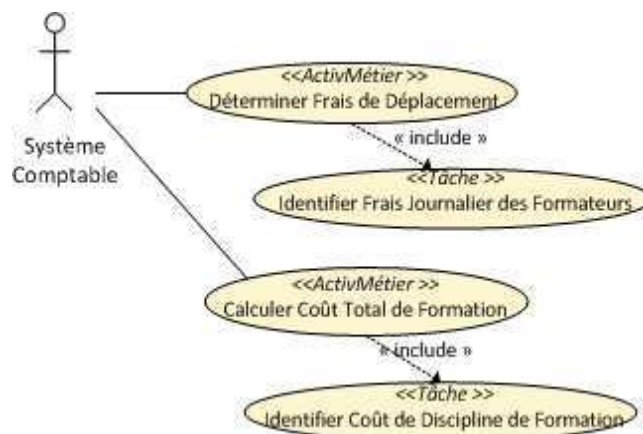 <<ActivMétier >>
Déterminer Frais de Déplacement
« include »
Système
Comptable
<<Tâche >>
Identifier Frais Journalier des Formateurs
<<ActivMétier >>
Calculer Coût Total de Formation
« include »
<<Tâche >>
Identifier Coût de Discipline de Formation